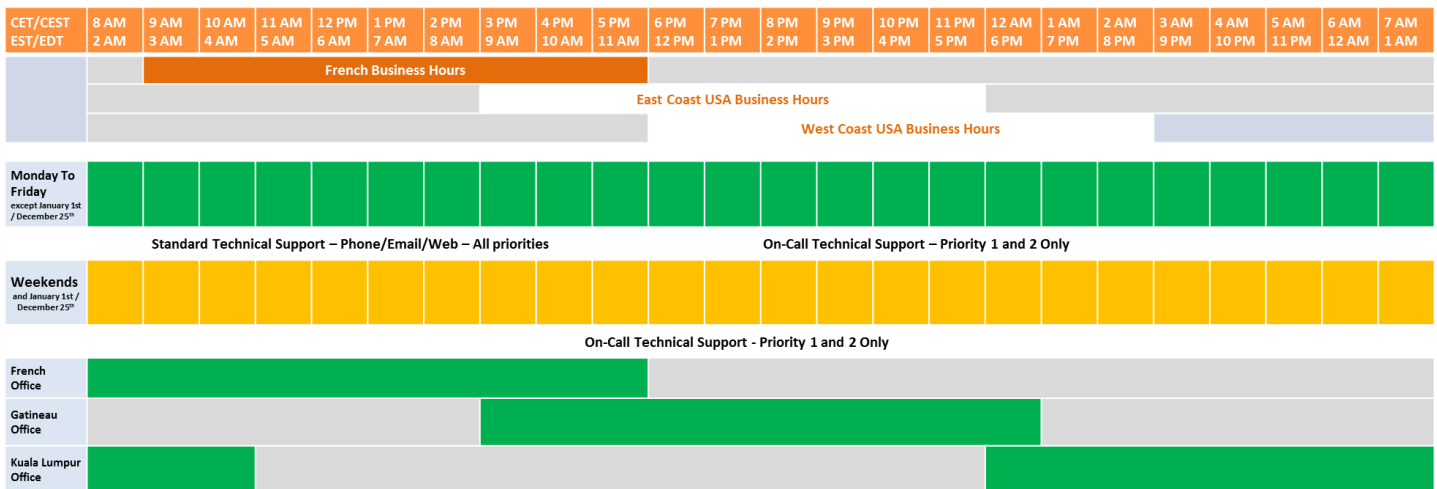 CET/CEST 8 AM 9 AM 10 AM 11 AM 12 PM 1 PM 2 PM 3 PM 4 PM 5 PM 6 PM 7 PM 8 PM 9 PM 10 PM 11 PM 12 AM 1 AM 2 AM 3 AM 4 AM 5 AM 6 AM 7 AM
EST/EDT 2 AM 3 AM 4 AM 5 AM 6 AM 7 AM 8 AM 9 AM 10 AM 11 AM 12 PM 1 PM 2 PM 3 PM 4 PM 5 PM 6 PM 7 PM 8 PM 9 PM 10 PM 11 PM 12 AM 1 AM
French Business Hours
East Coast USA Business Hours
West Coast USA Business Hours
Monday To
Friday
except January 1st
/ December 25th
Standard Technical Support – Phone/Email/Web – All priorities
On-Call Technical Support – Priority 1 and 2 Only
Weekends
and January 1st /
December 25th
On-Call Technical Support - Priority 1 and 2 Only
French
Office
Gatineau
Office
Kuala Lumpur
Office